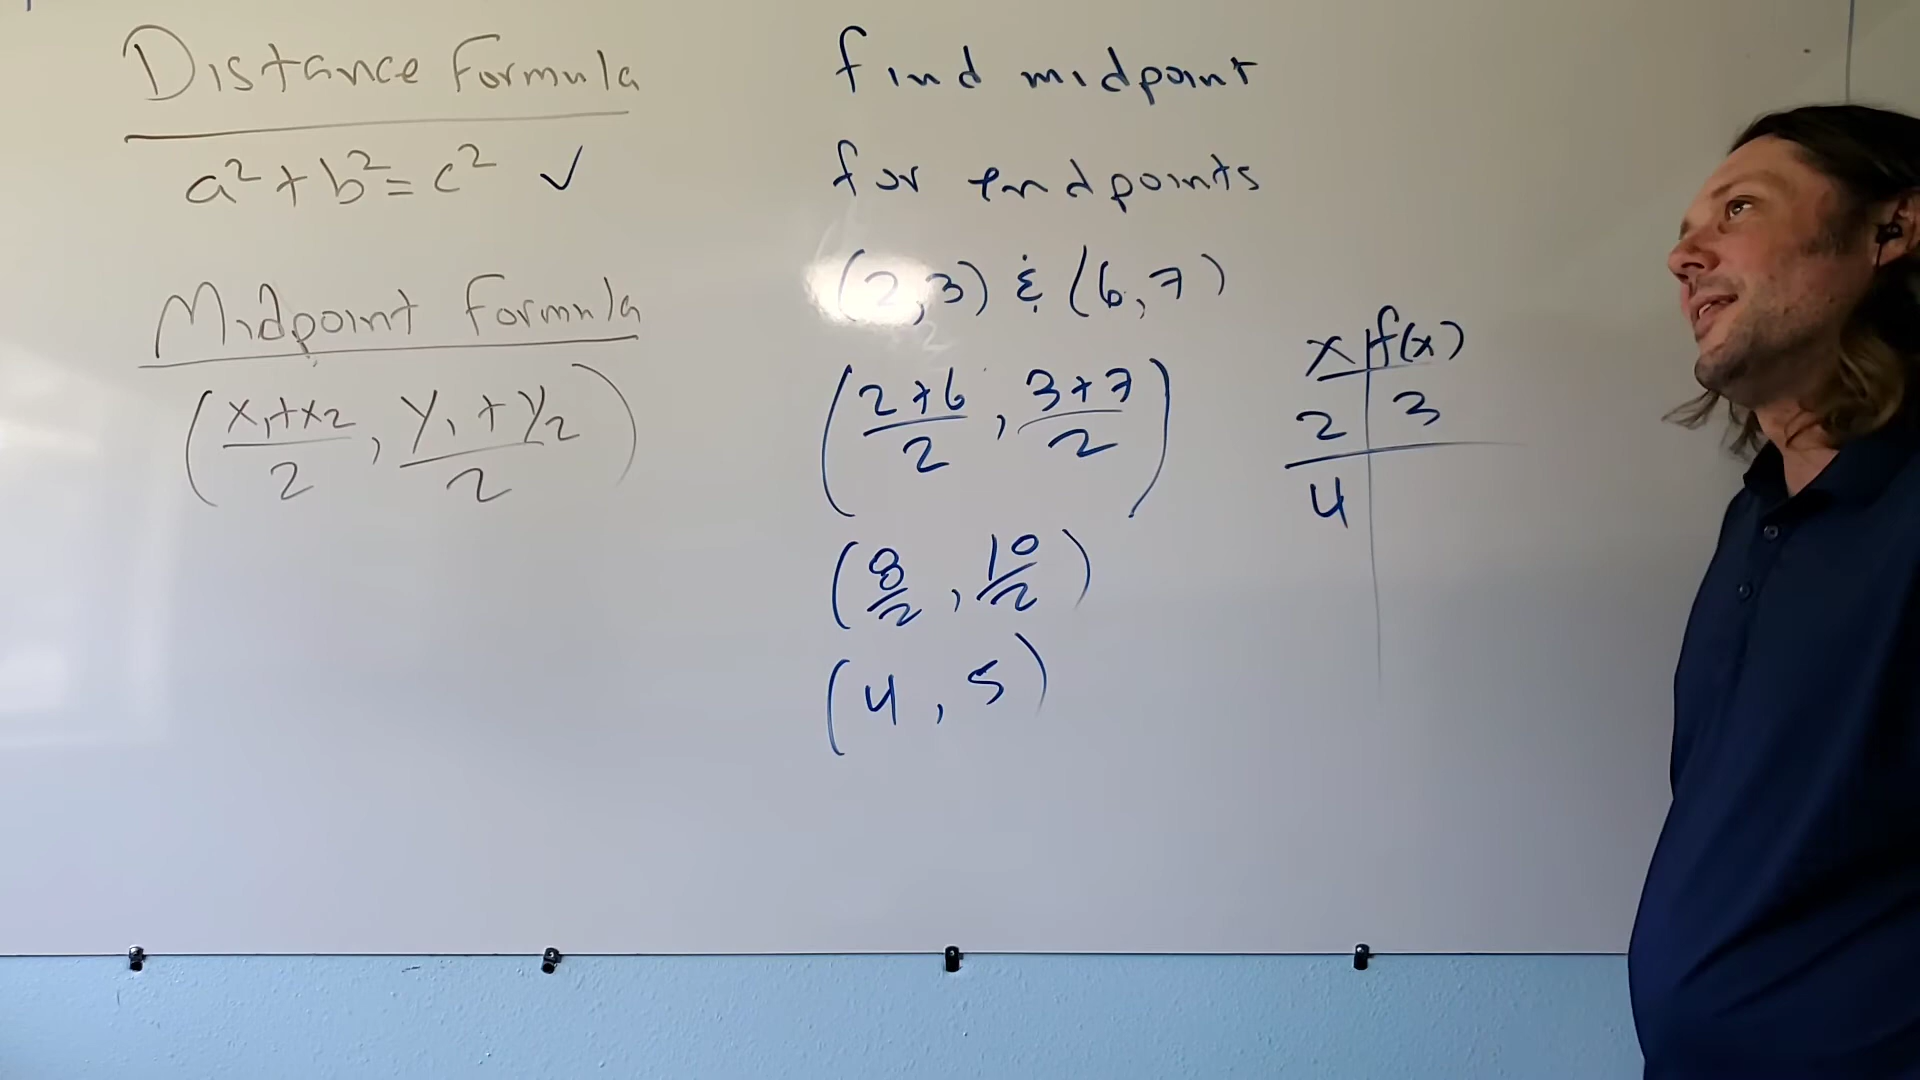 Distance Formula
a² + b² = c² ✓
Midpoint Formula
(x₁+x₂/2, y₁+y₂/2)
find midpoint
for endpoints
(2,3) & (6,7)
(2+6/2, 3+7/2)
(8/2, 10/2)
(4, 5)
x | f(x)
2 | 3
4 |